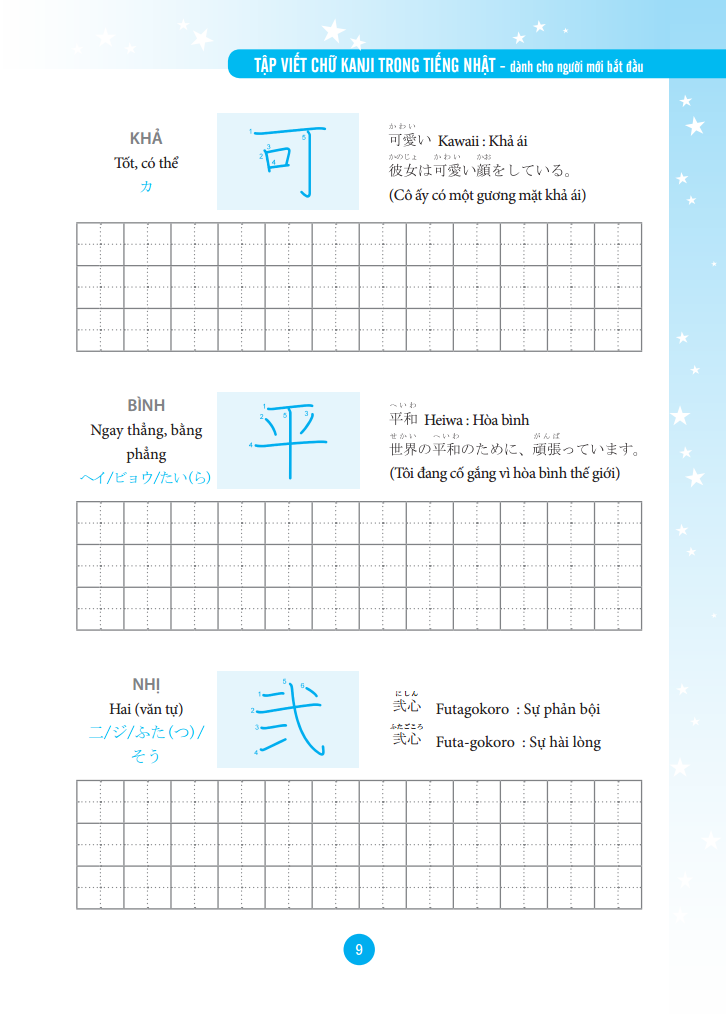 TẬP VIẾT CHỮ KANJI TRONG TIẾNG NHẬT – dành cho người mới bắt đầu
KHẢ
Tốt, có thể
カ
1 2 3 4 5
可
かわい
可愛い Kawaii : Khả ái
かのじょ かわい かお
彼女は可愛い顔をしている。
(Cô ấy có một gương mặt khả ái)
BÌNH
Ngay thẳng, bằng
phẳng
ヘイ/ビョウ/たい(ら)
1 2 3 4 5
平
へいわ
平和 Heiwa : Hòa bình
せかい へいわ がんば
世界の平和のために、頑張っています。
(Tôi đang cố gắng vì hòa bình thế giới)
NHỊ
Hai (văn tự)
二/ジ/ふた(つ)/
そう
1 2 3 4 5 6
弐
にしん
弐心 Futagokoro : Sự phản bội
ふたごころ
弐心 Futa-gokoro : Sự hài lòng
9